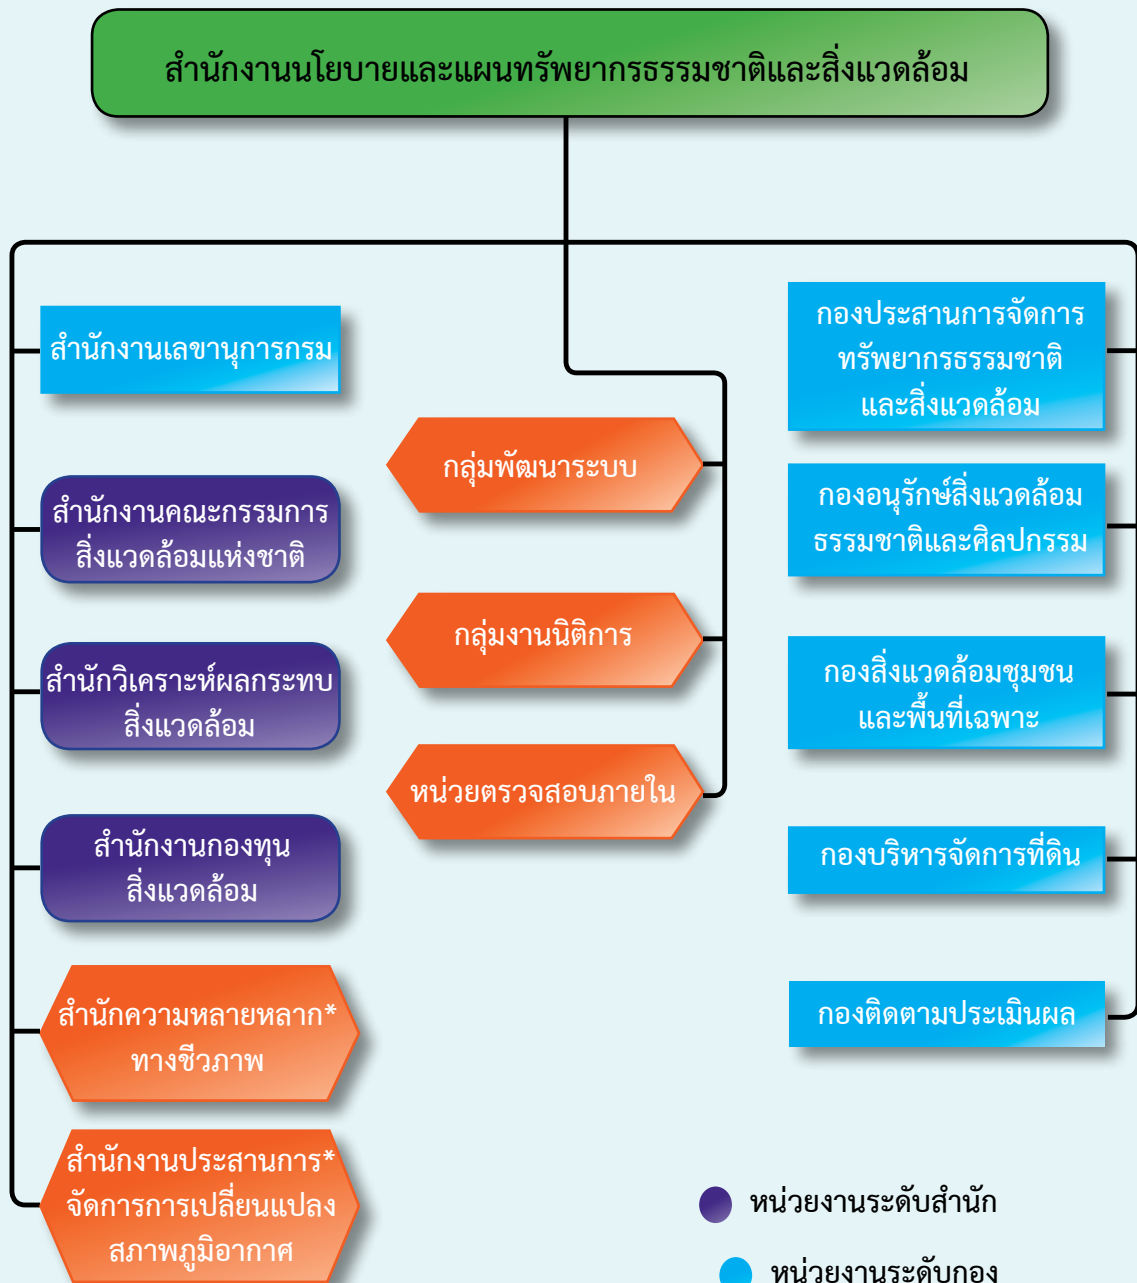 สำนักงานนโยบายและแผนทรัพยากรธรรมชาติและสิ่งแวดล้อม
สำนักงานเลขานุการกรม
สำนักงานคณะกรรมการ
สิ่งแวดล้อมแห่งชาติ
สำนักวิเคราะห์ผลกระทบ
สิ่งแวดล้อม
สำนักงานกองทุน
สิ่งแวดล้อม
สำนักความหลายหลาก*
ทางชีวภาพ
สำนักงานประสานการ*
จัดการการเปลี่ยนแปลง
สภาพภูมิอากาศ
กลุ่มพัฒนาระบบ
กลุ่มงานนิติการ
หน่วยตรวจสอบภายใน
กองประสานการจัดการ
ทรัพยากรธรรมชาติ
และสิ่งแวดล้อม
กองอนุรักษ์สิ่งแวดล้อม
ธรรมชาติและศิลปกรรม
กองสิ่งแวดล้อมชุมชน
และพื้นที่เฉพาะ
กองบริหารจัดการที่ดิน
กองติดตามประเมินผล
หน่วยงานระดับสำนัก
หน่วยงานระดับกอง